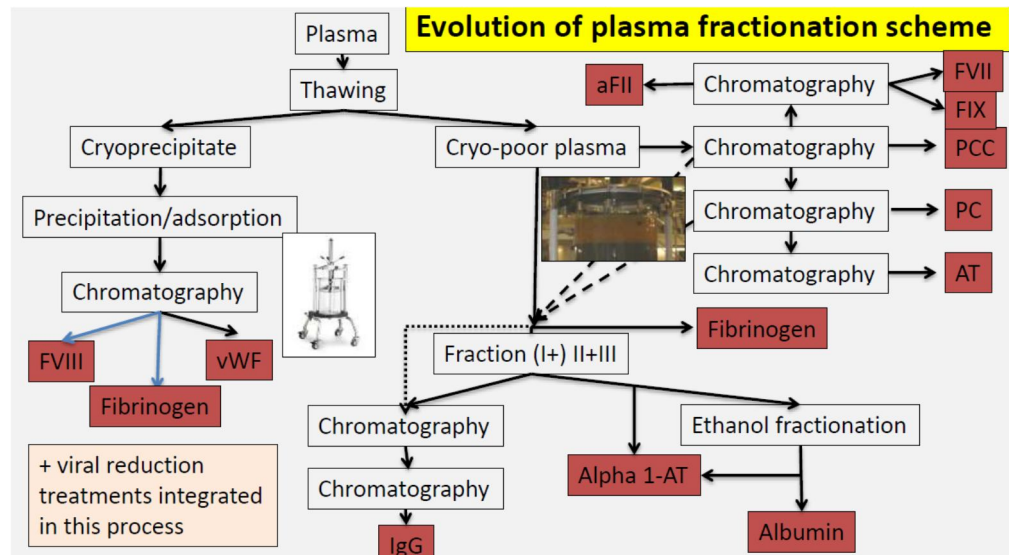 Evolution of plasma fractionation scheme
Plasma
Thawing
Cryoprecipitate
Precipitation/adsorption
Chromatography
FVIII
vWF
Fibrinogen
+ viral reduction
treatments integrated
in this process
Cryo-poor plasma
aFII
Chromatography
FVII
FIX
Chromatography
PCC
Chromatography
PC
Chromatography
AT
Fibrinogen
Fraction (I+) II+III
Chromatography
Chromatography
IgG
Ethanol fractionation
Alpha 1-AT
Albumin